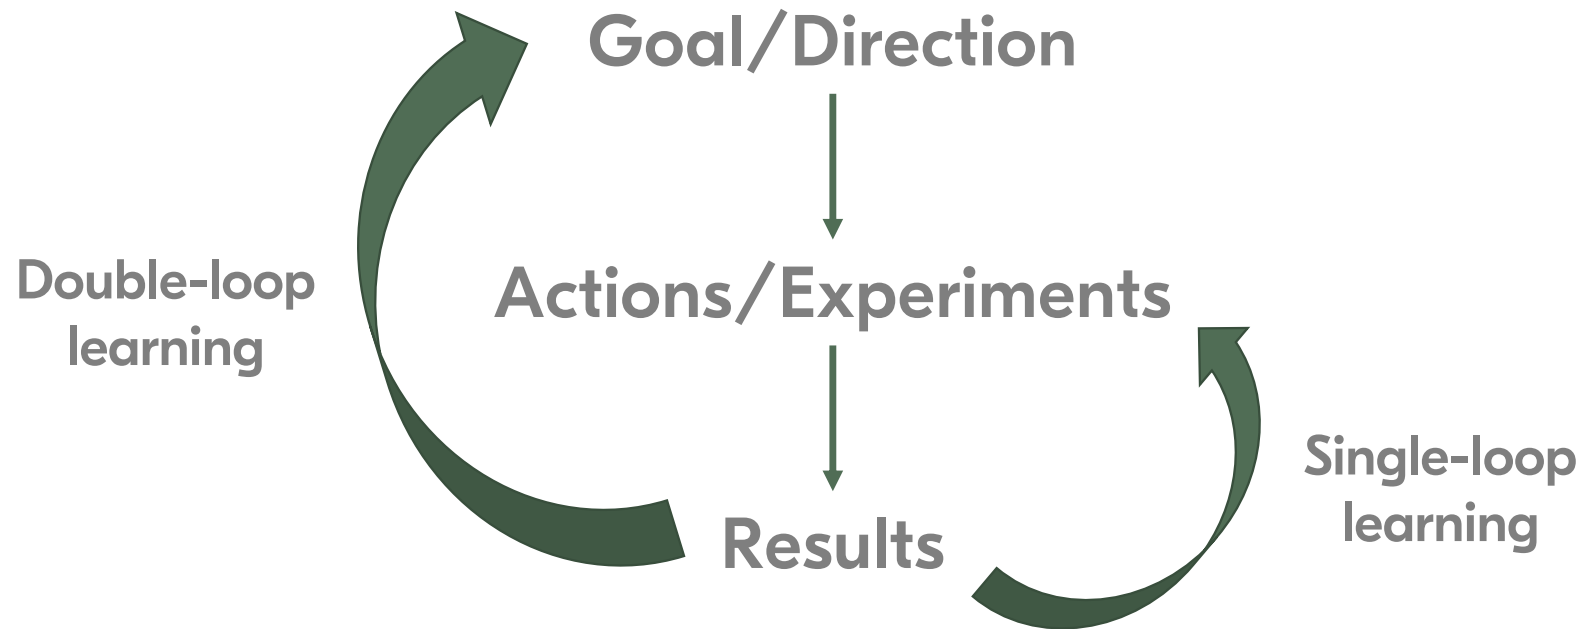 Goal/Direction
Double-loop
learning
Actions/Experiments
Single-loop
learning
Results